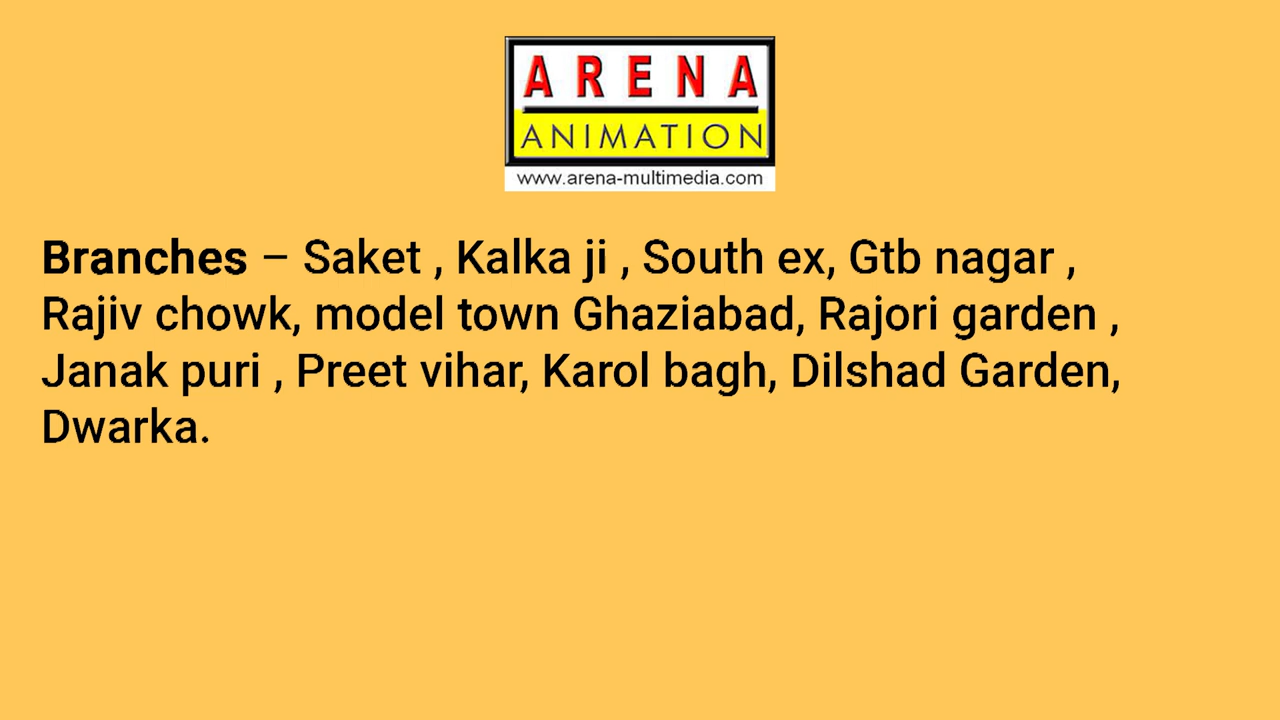 ARENA
ANIMATION
www.arena-multimedia.com
Branches – Saket , Kalka ji , South ex, Gtb nagar ,
Rajiv chowk, model town Ghaziabad, Rajori garden ,
Janak puri , Preet vihar, Karol bagh, Dilshad Garden,
Dwarka.